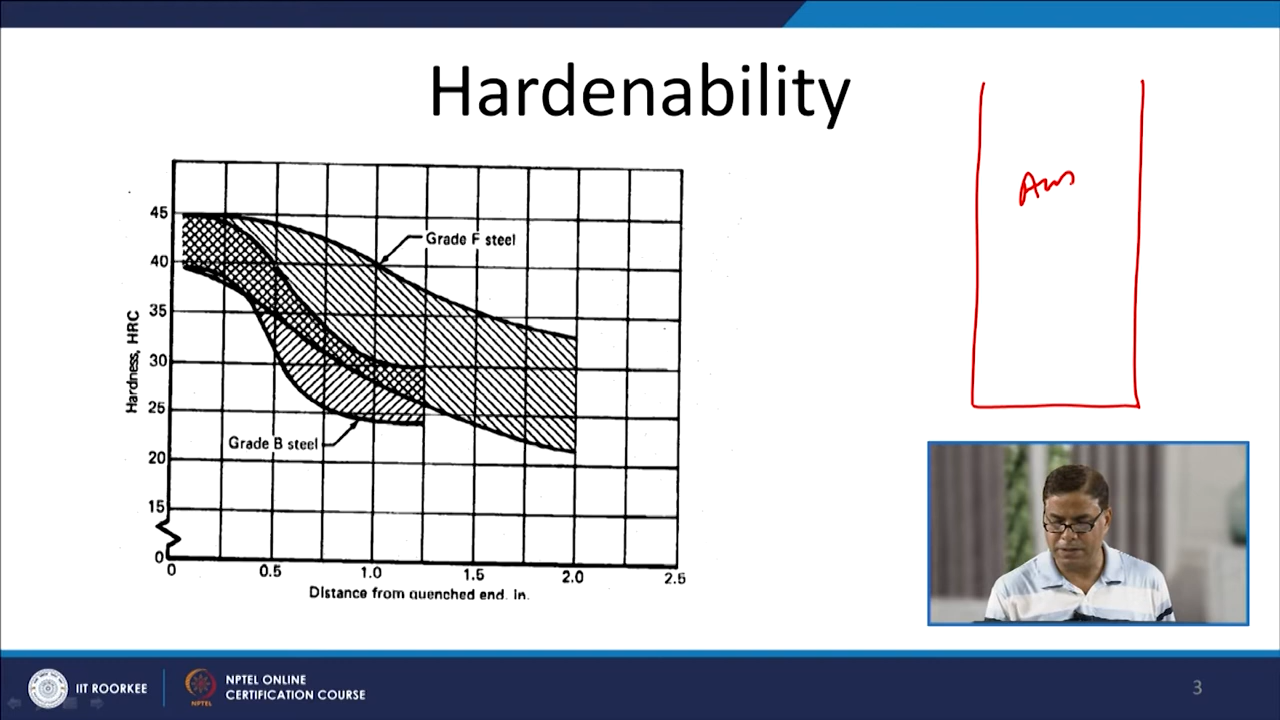 Hardenability
Aus
45
40
35
30
25
20
15
0
Hardness, HRC
Grade F steel
Grade B steel
0 0.5 1.0 1.5 2.0 2.5
Distance from quenched end, in.
IIT ROORKEE
NPTEL
NPTEL ONLINE
CERTIFICATION COURSE
3